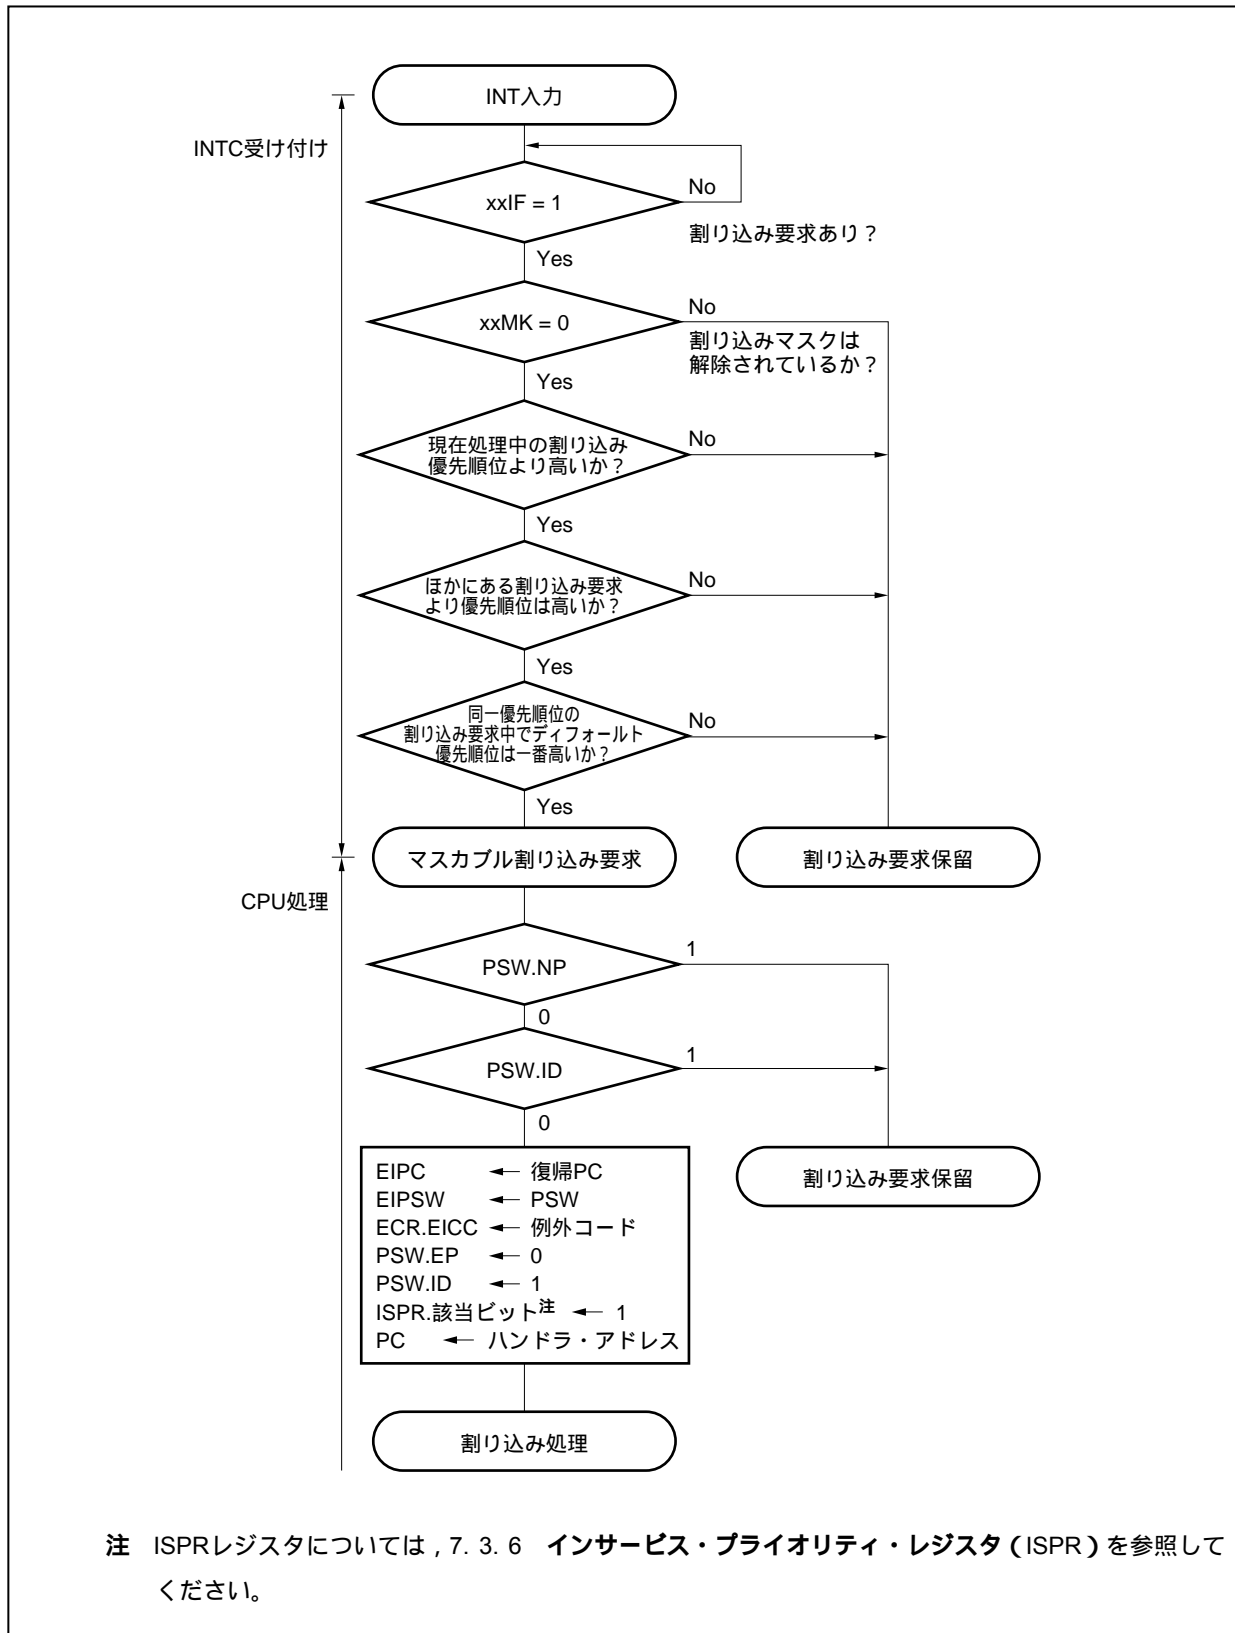 INT入力
INTC受け付け
xxIF = 1
No
割り込み要求あり？
Yes
xxMK = 0
No
割り込みマスクは
解除されているか？
Yes
現在処理中の割り込み
優先順位より高いか？
No
Yes
ほかにある割り込み要求
より優先順位は高いか？
No
Yes
同一優先順位の
割り込み要求中でディフォールト
優先順位は一番高いか？
No
Yes
マスカブル割り込み要求
割り込み要求保留
CPU処理
PSW.NP
1
0
PSW.ID
1
0
EIPC ← 復帰PC
EIPSW ← PSW
ECR.EICC ← 例外コード
PSW.EP ← 0
PSW.ID ← 1
ISPR.該当ビット注 ← 1
PC ← ハンドラ・アドレス
割り込み要求保留
割り込み処理
注 ISPRレジスタについては，7. 3. 6 インサービス・プライオリティ・レジスタ（ISPR）を参照して
ください。